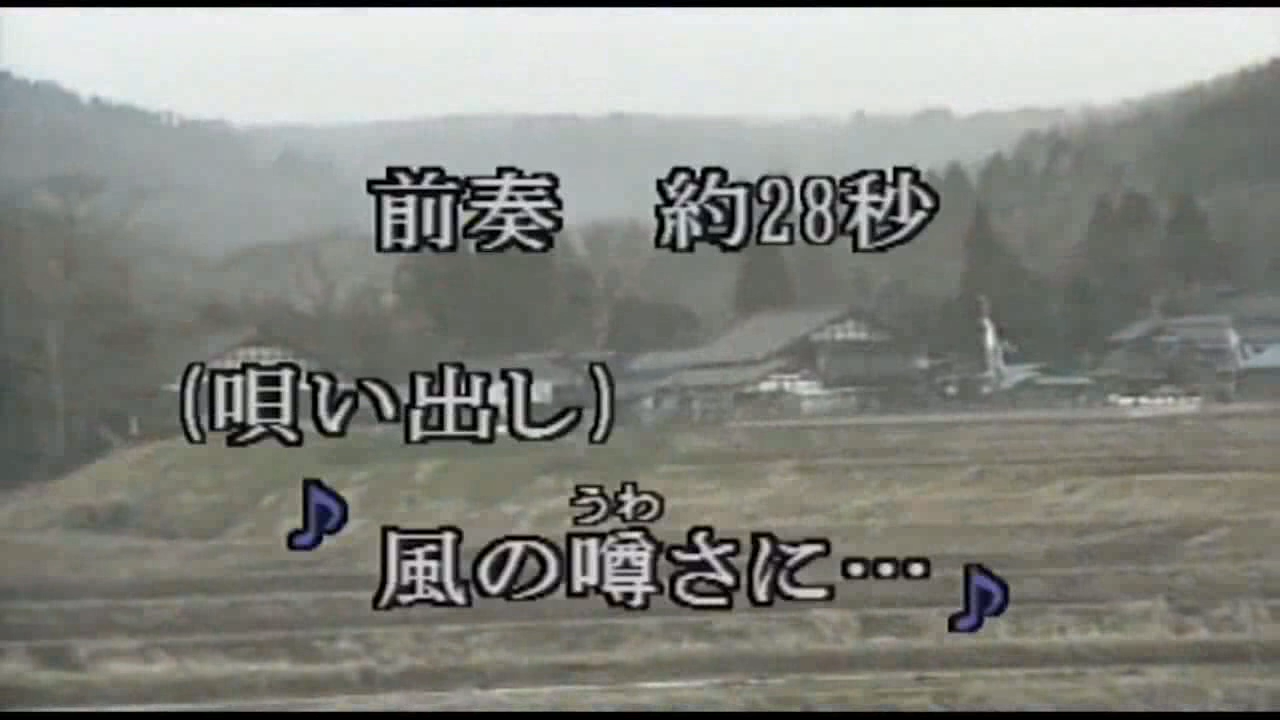 前奏　約28秒
(唄い出し)
うわ
♪ 風の噂さに… ♪